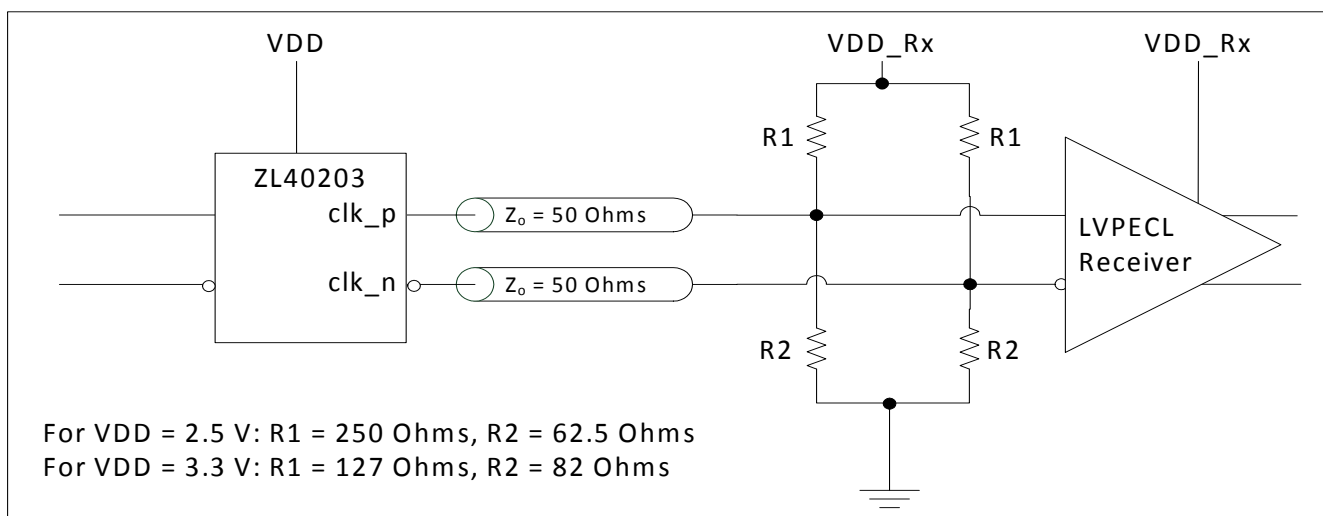 VDD
VDD_Rx
VDD_Rx
R1
R1
ZL40203
clk_p
Zo = 50 Ohms
LVPECL
Receiver
clk_n
Zo = 50 Ohms
R2
R2
For VDD = 2.5 V: R1 = 250 Ohms, R2 = 62.5 Ohms
For VDD = 3.3 V: R1 = 127 Ohms, R2 = 82 Ohms